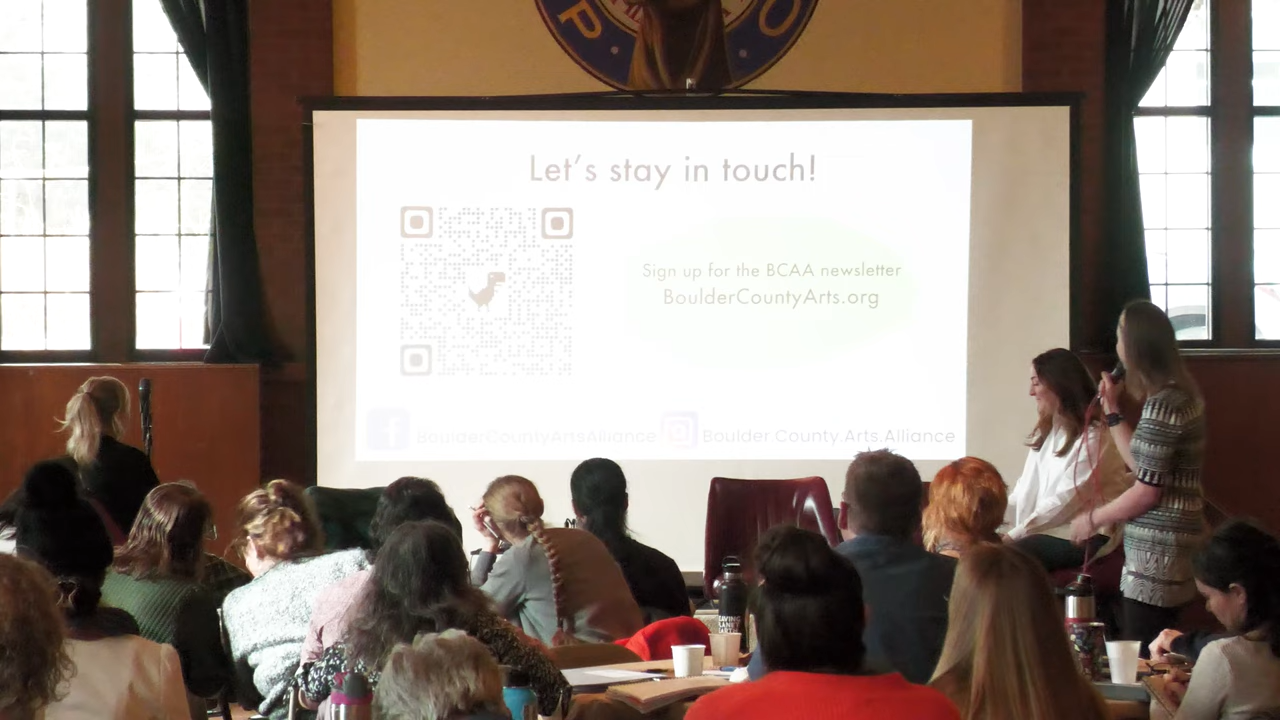 P O
Let's stay in touch!
Sign up for the BCAA newsletter
BoulderCountyArts.org
f BoulderCountyArtsAlliance
Boulder.County.Arts.Alliance